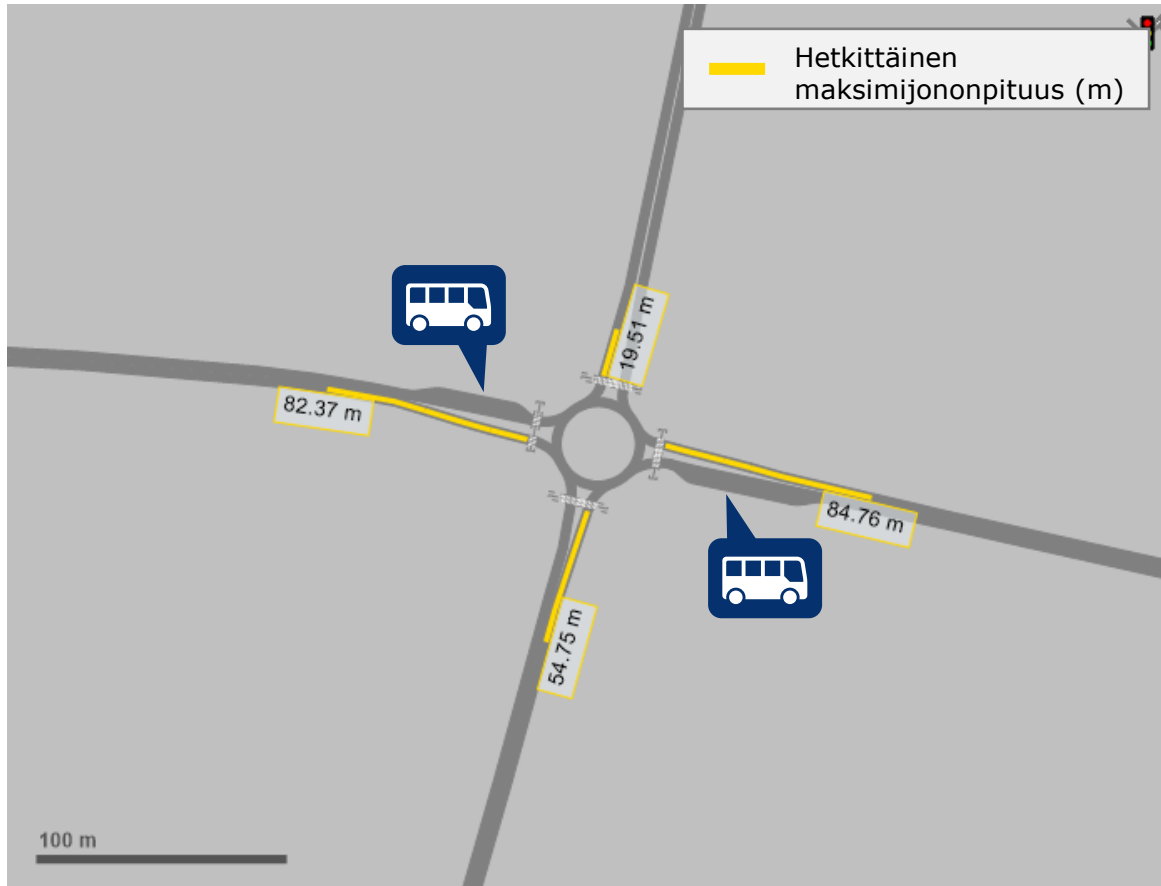 Hetkittäinen
maksimijononpituus (m)
19.51 m
82.37 m
84.76 m
54.75 m
100 m